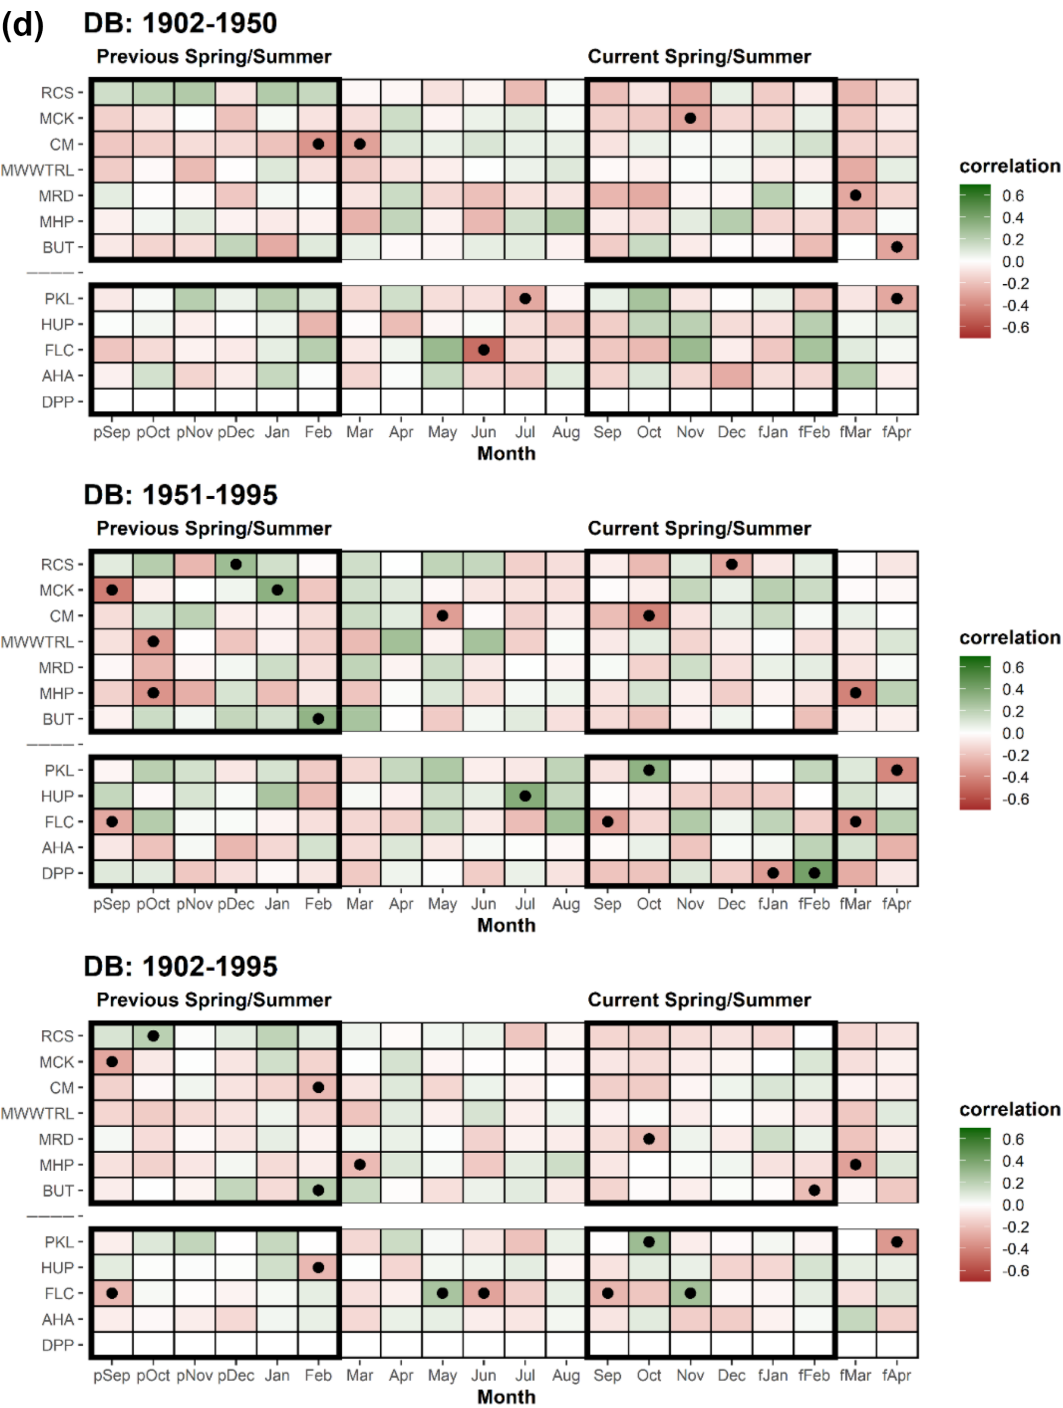 (d) DB: 1902-1950
Previous Spring/Summer Current Spring/Summer
RCS
MCK
CM
MWWTRL
MRD
MHP
BUT
PKL
HUP
FLC
AHA
DPP
pSep pOct pNov pDec Jan Feb Mar Apr May Jun Jul Aug Sep Oct Nov Dec fJan fFeb fMar fApr
Month
correlation
0.6
0.4
0.2
0.0
-0.2
-0.4
-0.6
DB: 1951-1995
Previous Spring/Summer Current Spring/Summer
RCS
MCK
CM
MWWTRL
MRD
MHP
BUT
PKL
HUP
FLC
AHA
DPP
pSep pOct pNov pDec Jan Feb Mar Apr May Jun Jul Aug Sep Oct Nov Dec fJan fFeb fMar fApr
Month
correlation
0.6
0.4
0.2
0.0
-0.2
-0.4
-0.6
DB: 1902-1995
Previous Spring/Summer Current Spring/Summer
RCS
MCK
CM
MWWTRL
MRD
MHP
BUT
PKL
HUP
FLC
AHA
DPP
pSep pOct pNov pDec Jan Feb Mar Apr May Jun Jul Aug Sep Oct Nov Dec fJan fFeb fMar fApr
Month
correlation
0.6
0.4
0.2
0.0
-0.2
-0.4
-0.6